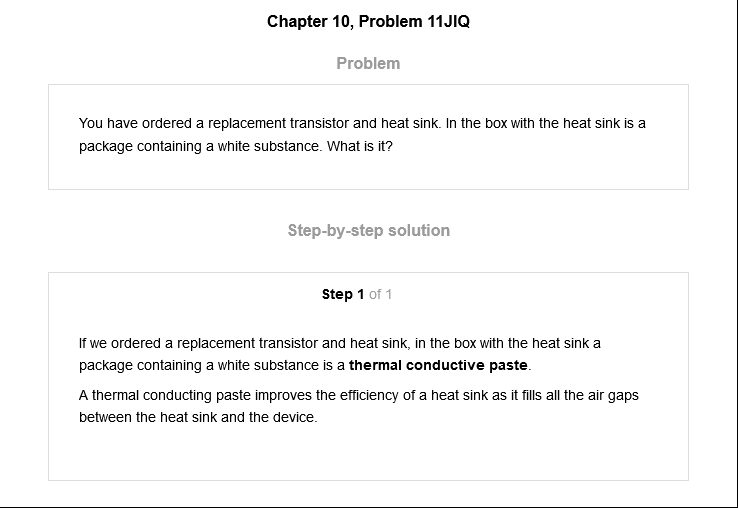 Chapter 10, Problem 11JIQ
Problem
You have ordered a replacement transistor and heat sink. In the box with the heat sink is a
package containing a white substance. What is it?
Step-by-step solution
Step 1 of 1
If we ordered a replacement transistor and heat sink, in the box with the heat sink a
package containing a white substance is a thermal conductive paste.
A thermal conducting paste improves the efficiency of a heat sink as it fills all the air gaps
between the heat sink and the device.